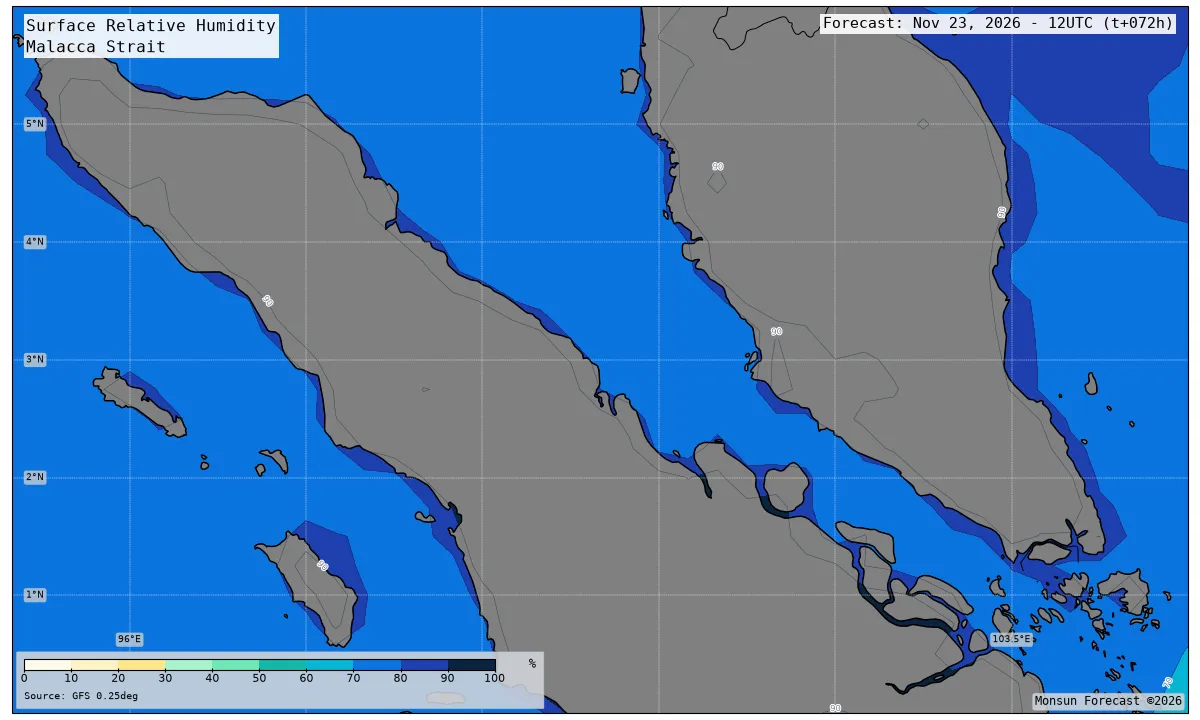 Surface Relative Humidity
Malacca Strait
Forecast: Nov 23, 2026 - 12UTC (t+072h)
5°N
4°N
3°N
2°N
1°N
96°E
103.5°E
90
90
90
90
90
90
70
0 10 20 30 40 50 60 70 80 90 100
%
Source: GFS 0.25deg
Monsun Forecast ©2026